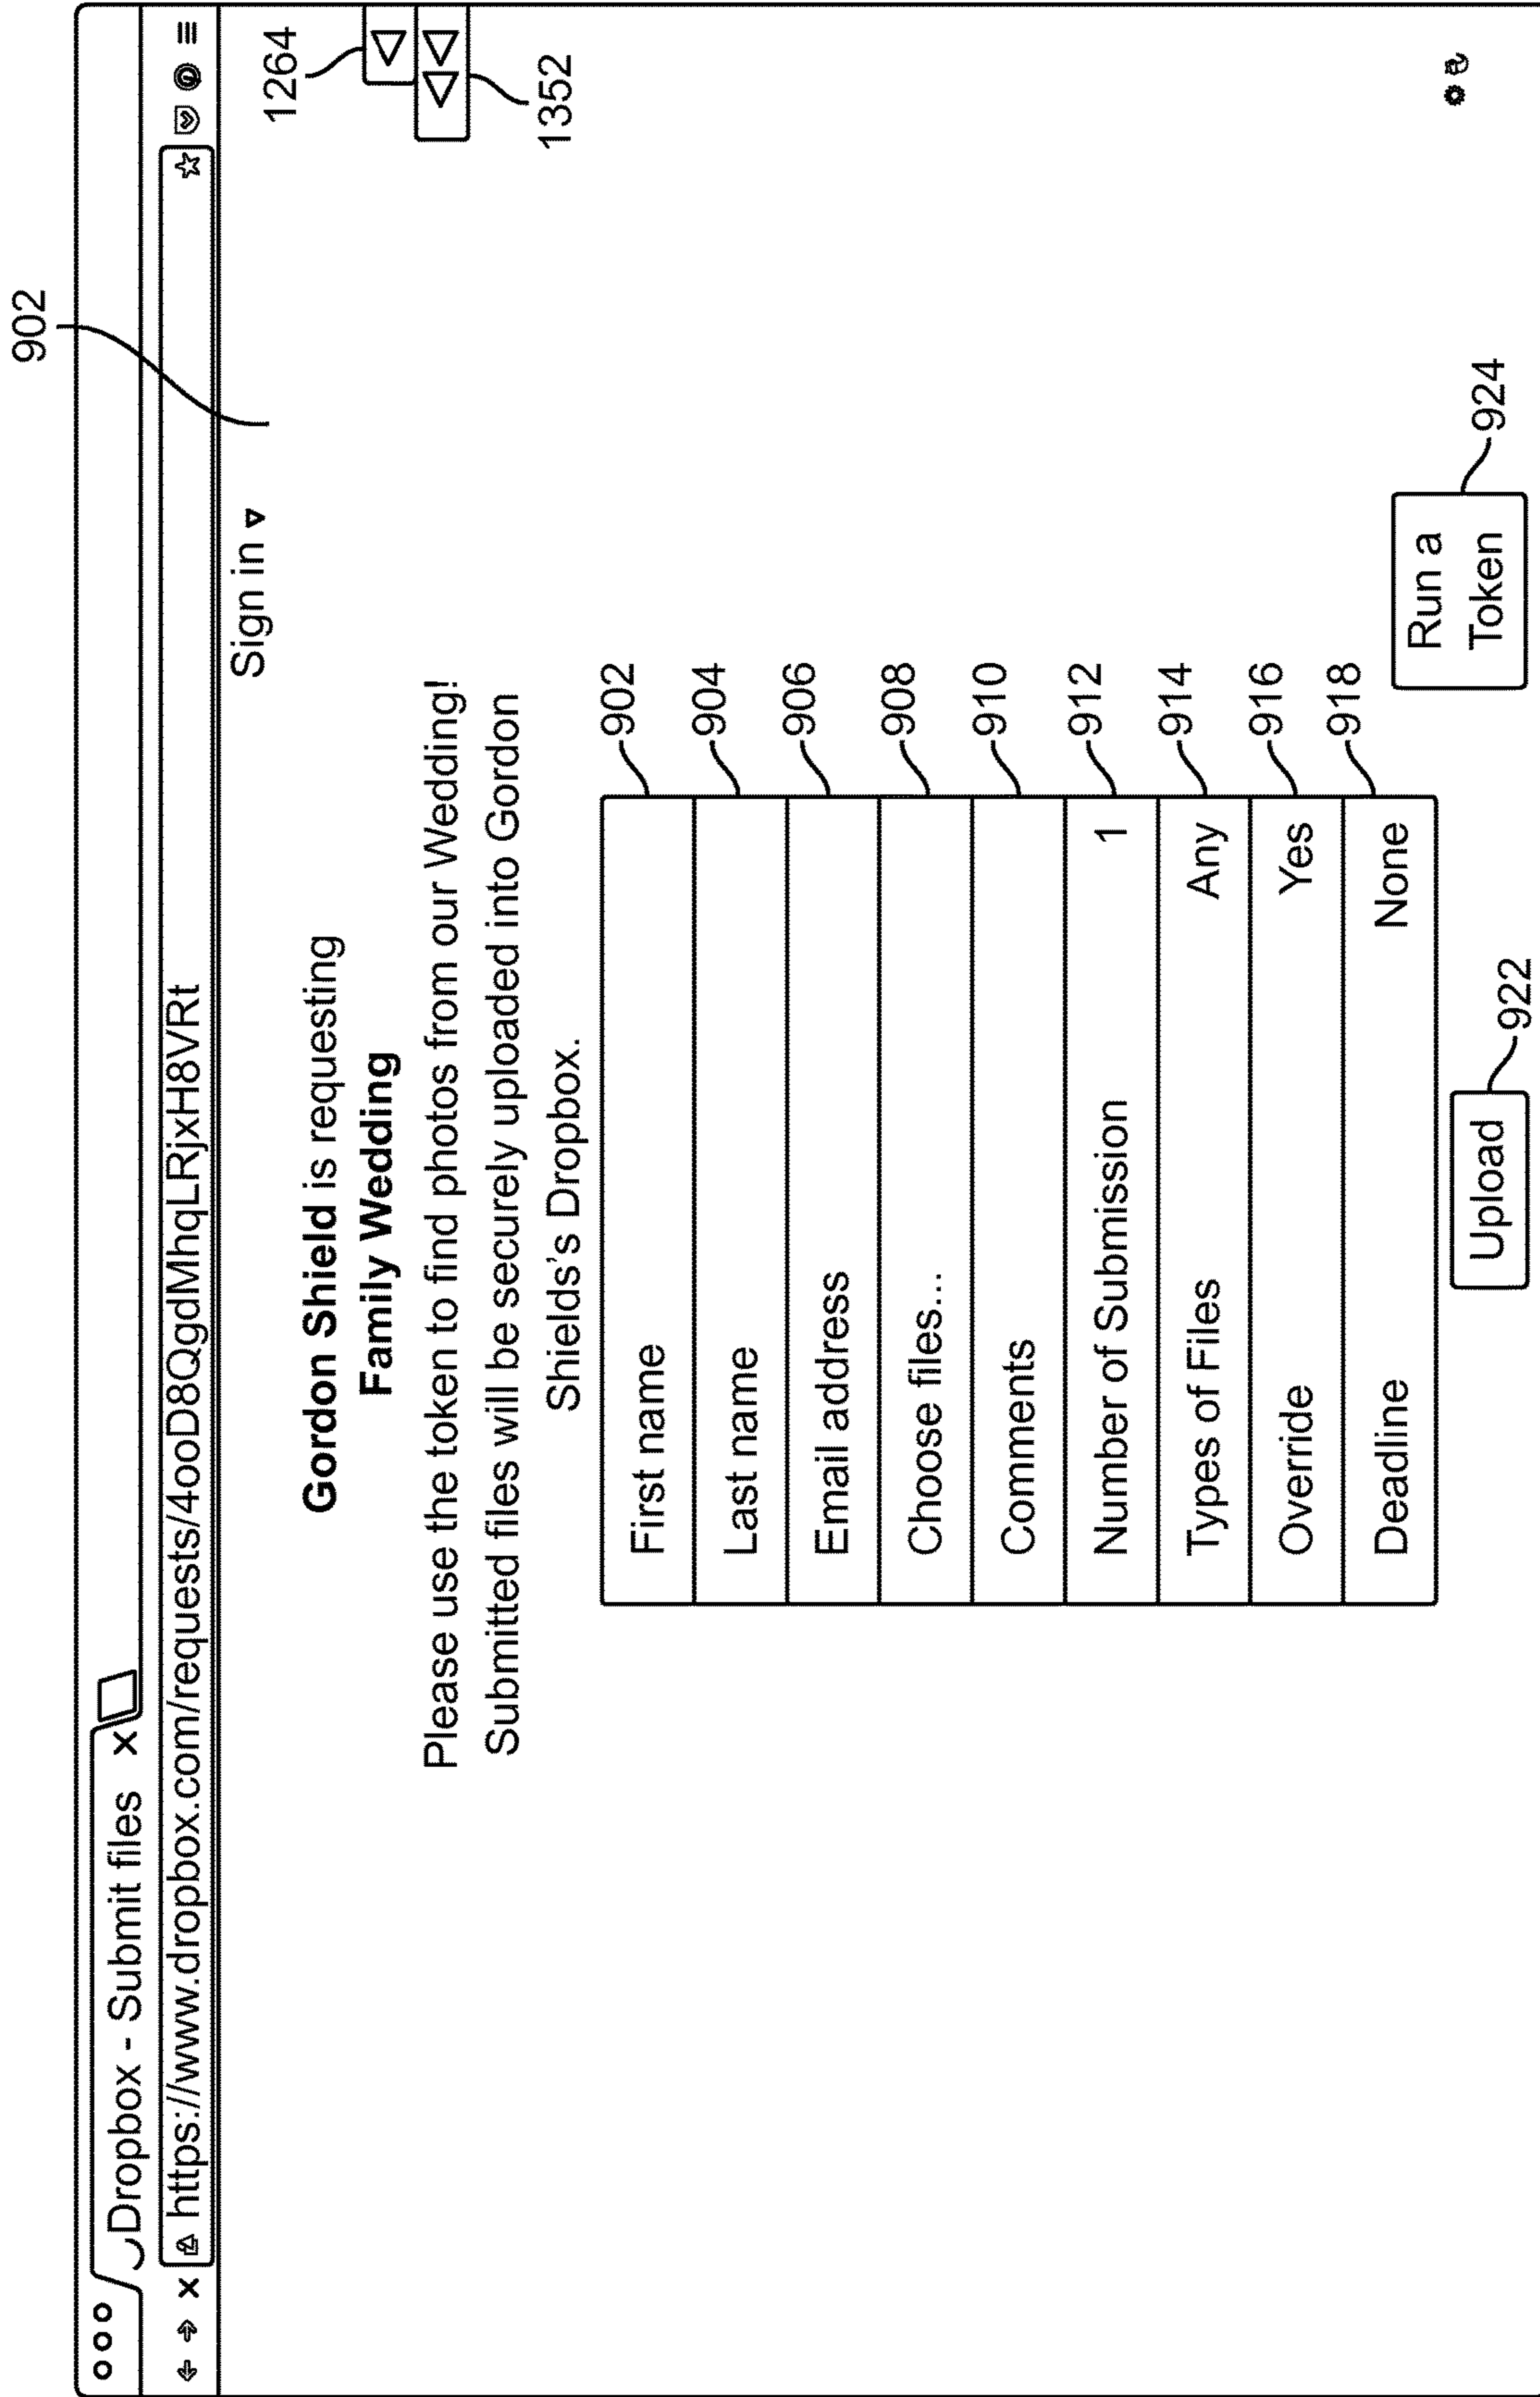 902
Dropbox - Submit files x
https://www.dropbox.com/requests/4ooD8QgdMhqLRjxH8VRt
Sign in
1264
1352
Gordon Shield is requesting
Family Wedding
Please use the token to find photos from our Wedding!
Submitted files will be securely uploaded into Gordon
Shields's Dropbox.
First name 902
Last name 904
Email address 906
Choose files... 908
Comments 910
Number of Submission 1 912
Types of Files Any 914
Override Yes 916
Deadline None 918
Upload 922
Run a
Token
924